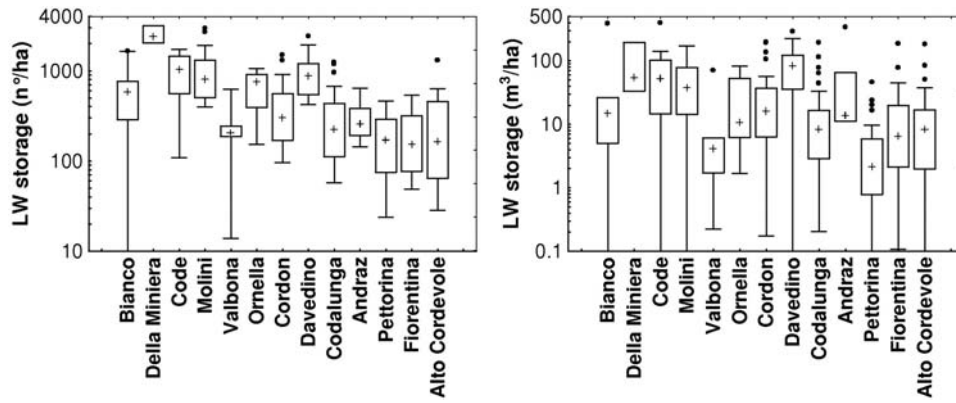 LW storage (n°/ha)
4000
1000
100
10
Bianco
Della Miniera
Code
Molini
Valbona
Ornella
Cordon
Davedino
Codalunga
Andraz
Pettorina
Fiorentina
Alto Cordevole
LW storage (m³/ha)
500
100
10
1
0.1
Bianco
Della Miniera
Code
Molini
Valbona
Ornella
Cordon
Davedino
Codalunga
Andraz
Pettorina
Fiorentina
Alto Cordevole